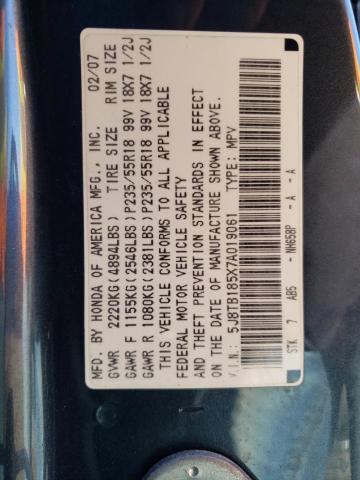 MFD. BY HONDA OF AMERICA MFG., INC. 02/07
GVWR 2220KG(4894LBS) TIRE SIZE RIM SIZE
GAWR F 1155KG(2546LBS)P235/55R18 99V 18X7 1/2J
GAWR R 1080KG(2381LBS)P235/55R18 99V 18X7 1/2J
THIS VEHICLE CONFORMS TO ALL APPLICABLE
FEDERAL MOTOR VEHICLE SAFETY
AND THEFT PREVENTION STANDARDS IN EFFECT
ON THE DATE OF MANUFACTURE SHOWN ABOVE.
V.I.N.: 5J8TB185X7A019061 TYPE: MPV
STK 7 AB5 - NH658P - A - A